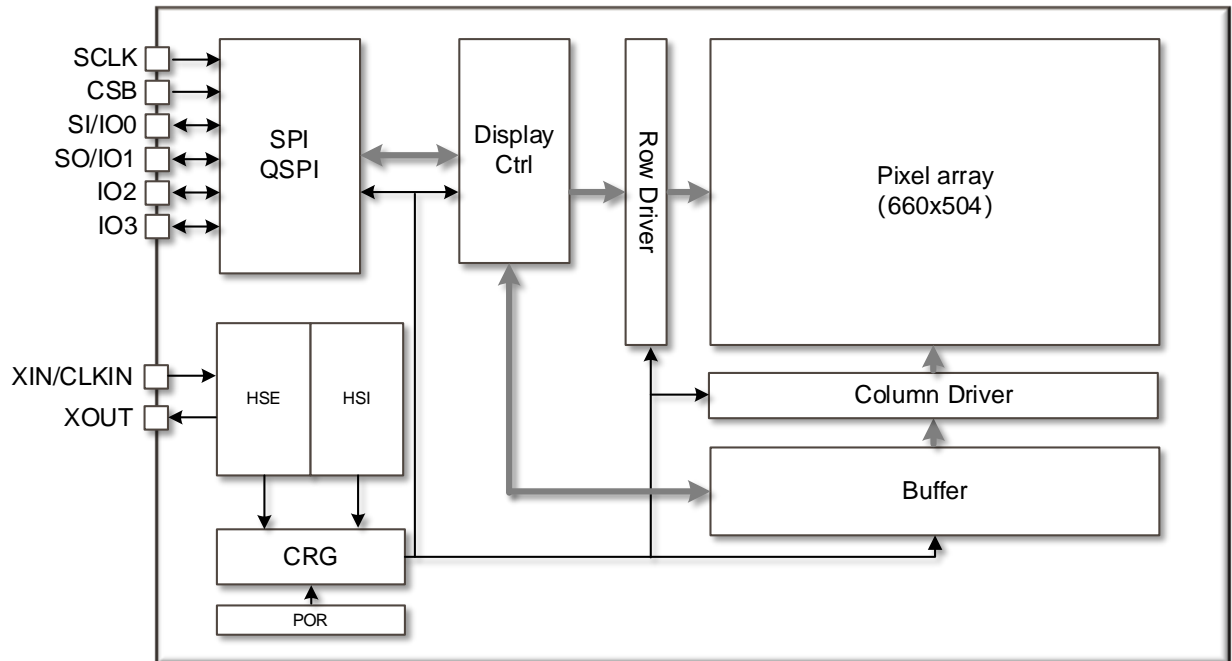 SCLK
CSB
SI/IO0
SO/IO1
IO2
IO3
SPI
QSPI
Display
Ctrl
Row Driver
Pixel array
(660x504)
XIN/CLKIN
XOUT
HSE
HSI
Column Driver
Buffer
CRG
POR